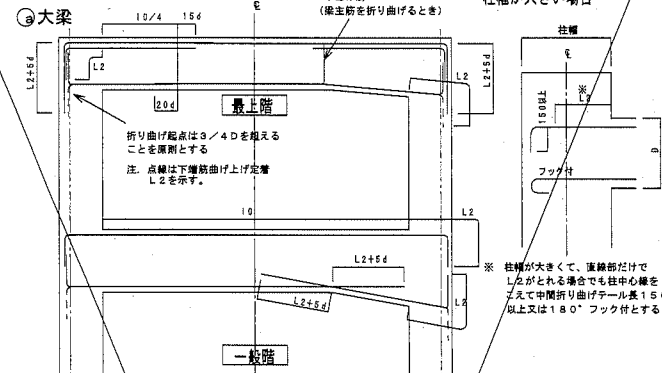 ⓐ大梁
(梁主筋を折り曲げるとき)
柱幅が大きい場合
柱幅
10/4
15d
L2+5d
L2
20d
最上階
L2
L2+5d
150以上
※
L2
D
折り曲げ起点は3/4Dを超える
ことを原則とする
注. 点線は下端筋曲げ上げ定着
L2を示す。
フック付
10
L2
L2+5d
L2+5d
L2
※ 柱幅が大きくて、直線部だけで
L2がとれる場合でも柱中心線を
こえて中間折り曲げテール長150
以上又は180°フック付とする
一般階